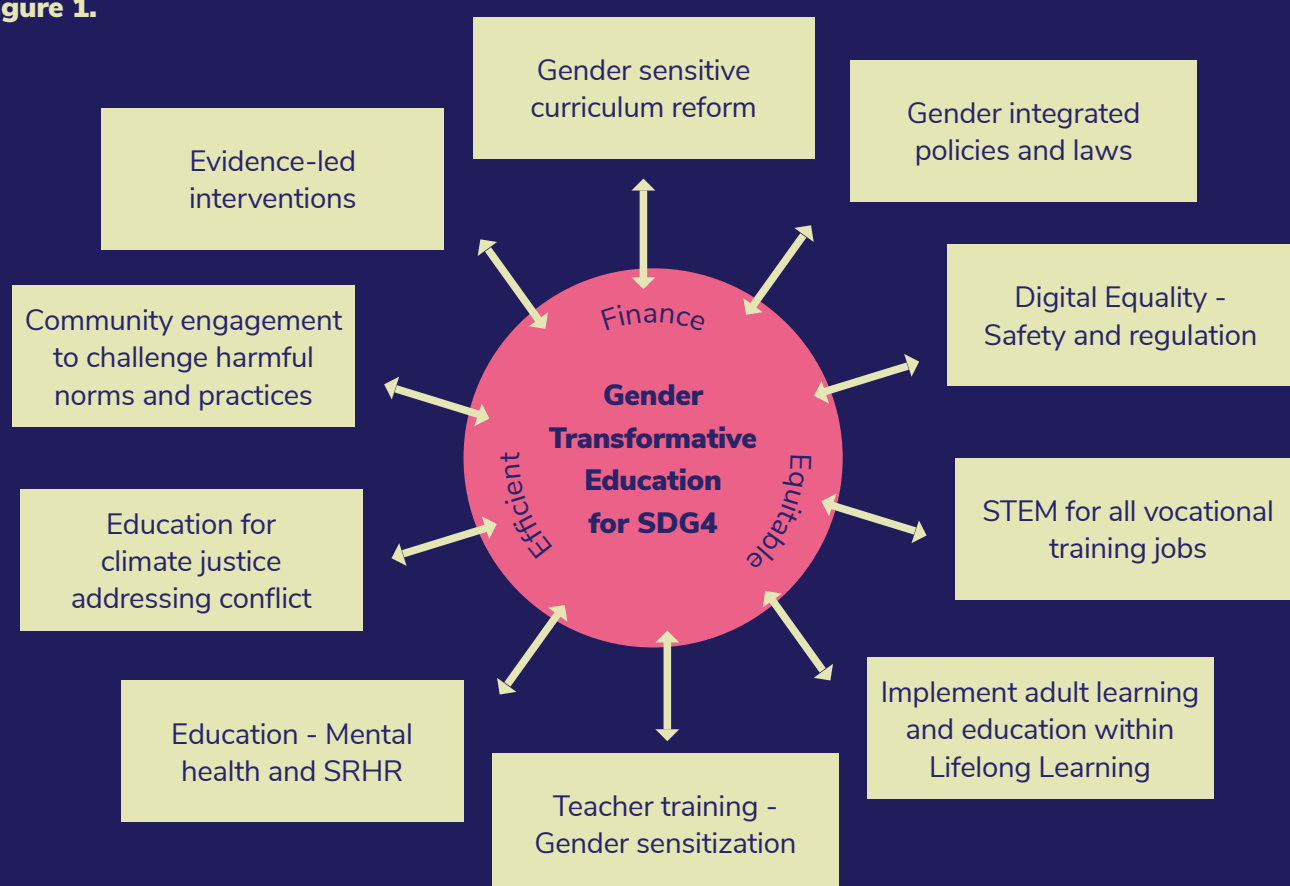 gure 1.
Gender sensitive
curriculum reform
Gender integrated
policies and laws
Evidence-led
interventions
Digital Equality -
Safety and regulation
Community engagement
to challenge harmful
norms and practices
Finance
Gender
Transformative
Education
for SDG4
Efficient
Equitable
STEM for all vocational
training jobs
Education for
climate justice
addressing conflict
Implement adult learning
and education within
Lifelong Learning
Education - Mental
health and SRHR
Teacher training -
Gender sensitization